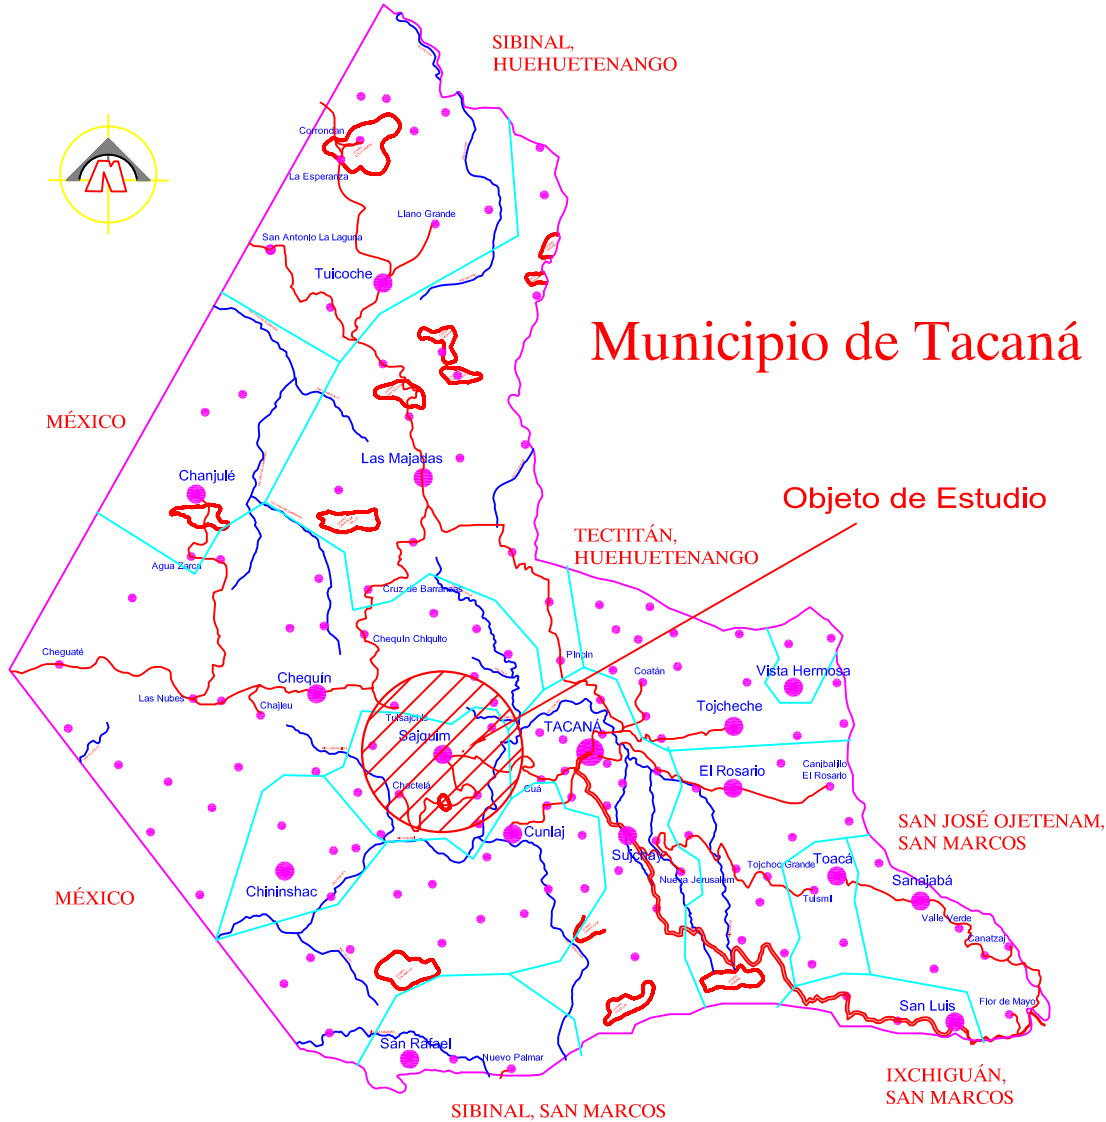 SIBINAL,
HUEHUETENANGO
Corrondan
La Esperanza
Llano Grande
San Antonio La Laguna
Tuicoche
Municipio de Tacaná
MÉXICO
Las Majadas
Chanjulé
Objeto de Estudio
TECTITÁN,
HUEHUETENANGO
Agua Zarca
Cruz de Barrancas
Chequin Chiquito
Cheguaté
Pinpin
Coatán
Vista Hermosa
Chequín
Las Nubes
Chajleu
Tuisajchis
Tojcheche
TACANÁ
Sajquim
El Rosario
Canibalillo
El Rosario
Chactelá
Cuá
Cunlaj
SAN JOSÉ OJETENAM,
SAN MARCOS
Sujchay
Tojchoc Grande
Toacá
Nueva Jerusalem
Sanajabá
Chininshac
Tuismil
MÉXICO
Valle Verde
Canatzaj
San Luis
Flor de Mayo
San Rafael
Nuevo Palmar
IXCHIGUÁN,
SAN MARCOS
SIBINAL, SAN MARCOS